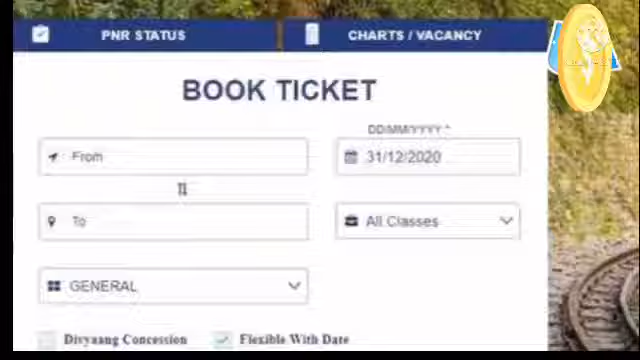 PNR STATUS
CHARTS / VACANCY
BOOK TICKET
DD/MM/YYYY *
From
31/12/2020
To
All Classes
GENERAL
Divyaang Concession
Flexible With Date